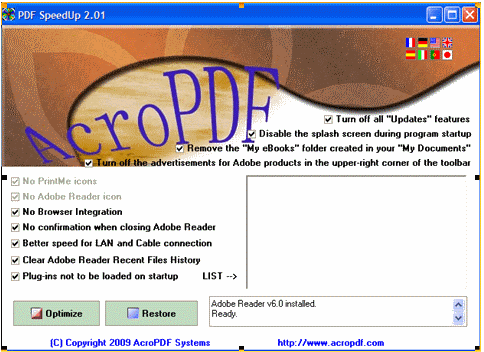 PDF SpeedUp 2.01
AcroPDF
Turn off all "Updates" features
Disable the splash screen during program startup
Remove the "My eBooks" folder created in your "My Documents"
Turn off the advertisements for Adobe products in the upper-right corner of the toolbar
No PrintMe icons
No Adobe Reader icon
No Browser Integration
No confirmation when closing Adobe Reader
Better speed for LAN and Cable connection
Clear Adobe Reader Recent Files History
Plug-ins not to be loaded on startup LIST -->
Optimize Restore
Adobe Reader v6.0 installed.
Ready.
(C) Copyright 2009 AcroPDF Systems http://www.acropdf.com